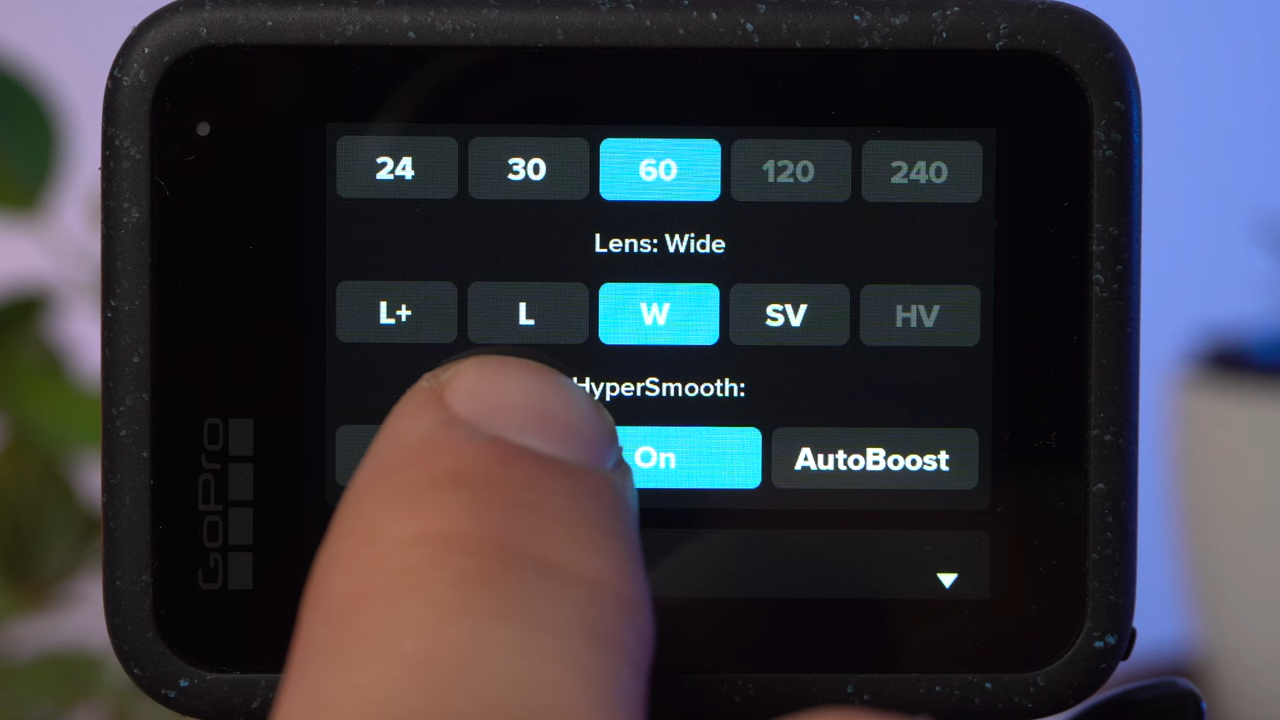 24 30 60 120 240
Lens: Wide
L+ L W SV HV
HyperSmooth:
On AutoBoost
GoPro